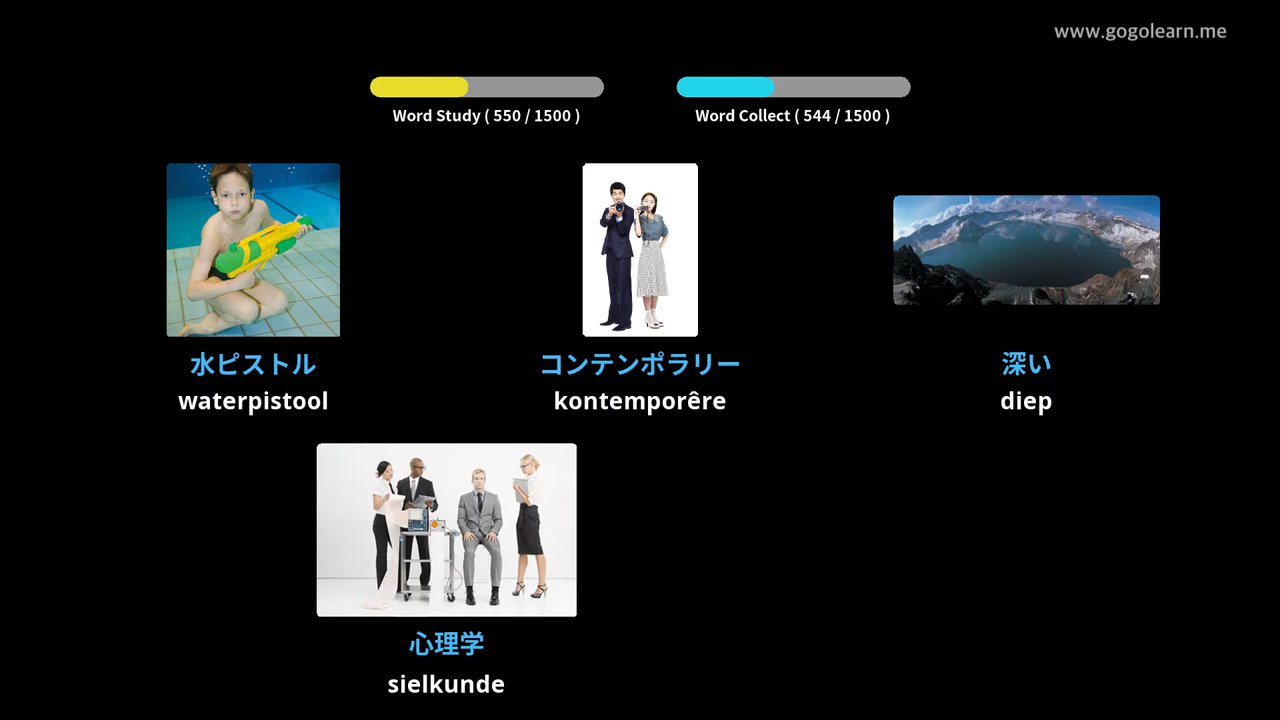 www.gogolearn.me
Word Study ( 550 / 1500 )
Word Collect ( 544 / 1500 )
水ピストル
waterpistool
コンテンポラリー
kontemporêre
深い
diep
心理学
sielkunde